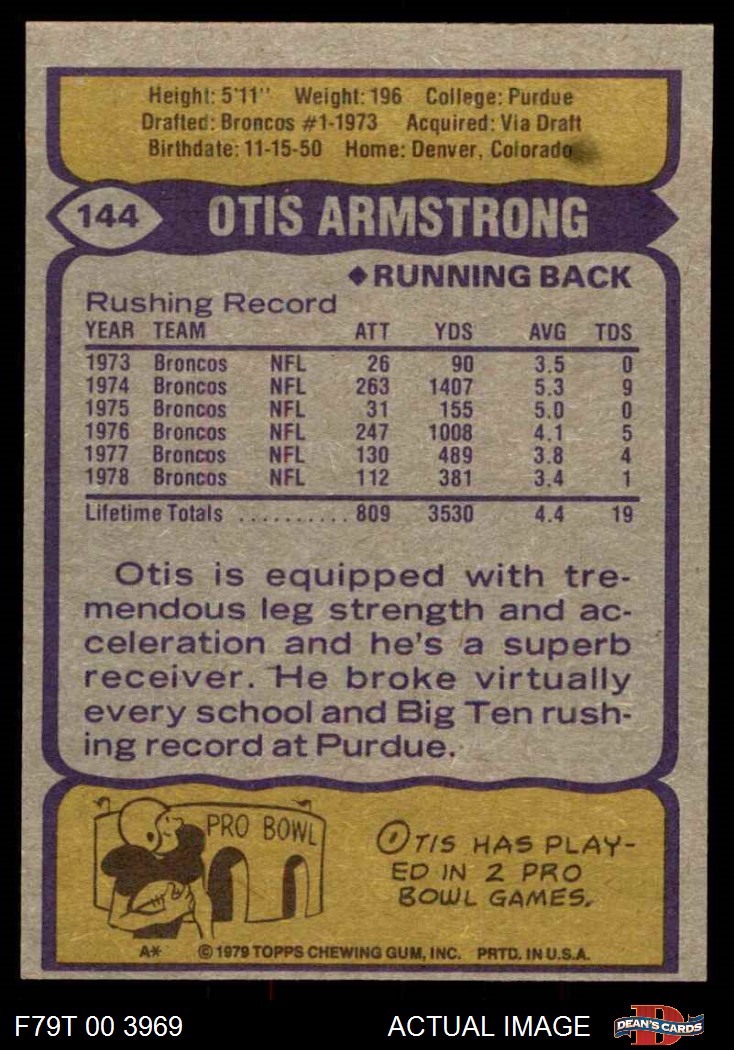 Height: 5'11" Weight: 196 College: Purdue
Drafted: Broncos #1-1973 Acquired: Via Draft
Birthdate: 11-15-50 Home: Denver, Colorado
144 OTIS ARMSTRONG
◆RUNNING BACK
Rushing Record
YEAR TEAM ATT YDS AVG TDS
1973 Broncos NFL 26 90 3.5 0
1974 Broncos NFL 263 1407 5.3 9
1975 Broncos NFL 31 155 5.0 0
1976 Broncos NFL 247 1008 4.1 5
1977 Broncos NFL 130 489 3.8 4
1978 Broncos NFL 112 381 3.4 1
Lifetime Totals .......... 809 3530 4.4 19
Otis is equipped with tre-
mendous leg strength and ac-
celeration and he's a superb
receiver. He broke virtually
every school and Big Ten rush-
ing record at Purdue.
PRO BOWL
OTIS HAS PLAY-
ED IN 2 PRO
BOWL GAMES.
A* © 1979 TOPPS CHEWING GUM, INC. PRTD. IN U.S.A.
F79T 00 3969 ACTUAL IMAGE D DEAN'S CARDS